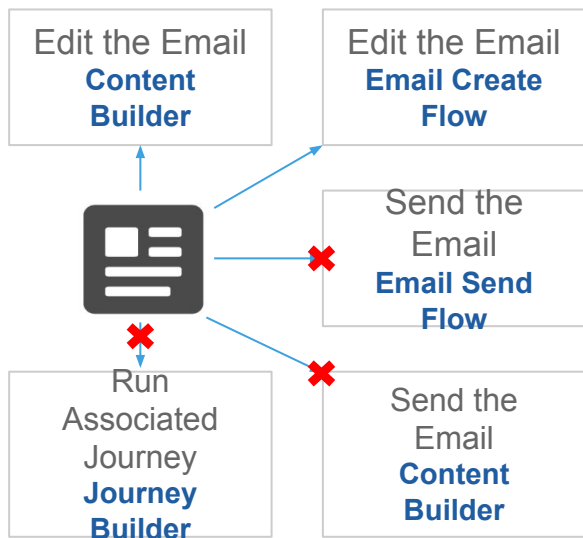 Edit the Email
Content
Builder
Edit the Email
Email Create
Flow
Send the
Email
Email Send
Flow
Run
Associated
Journey
Journey
Builder
Send the
Email
Content
Builder